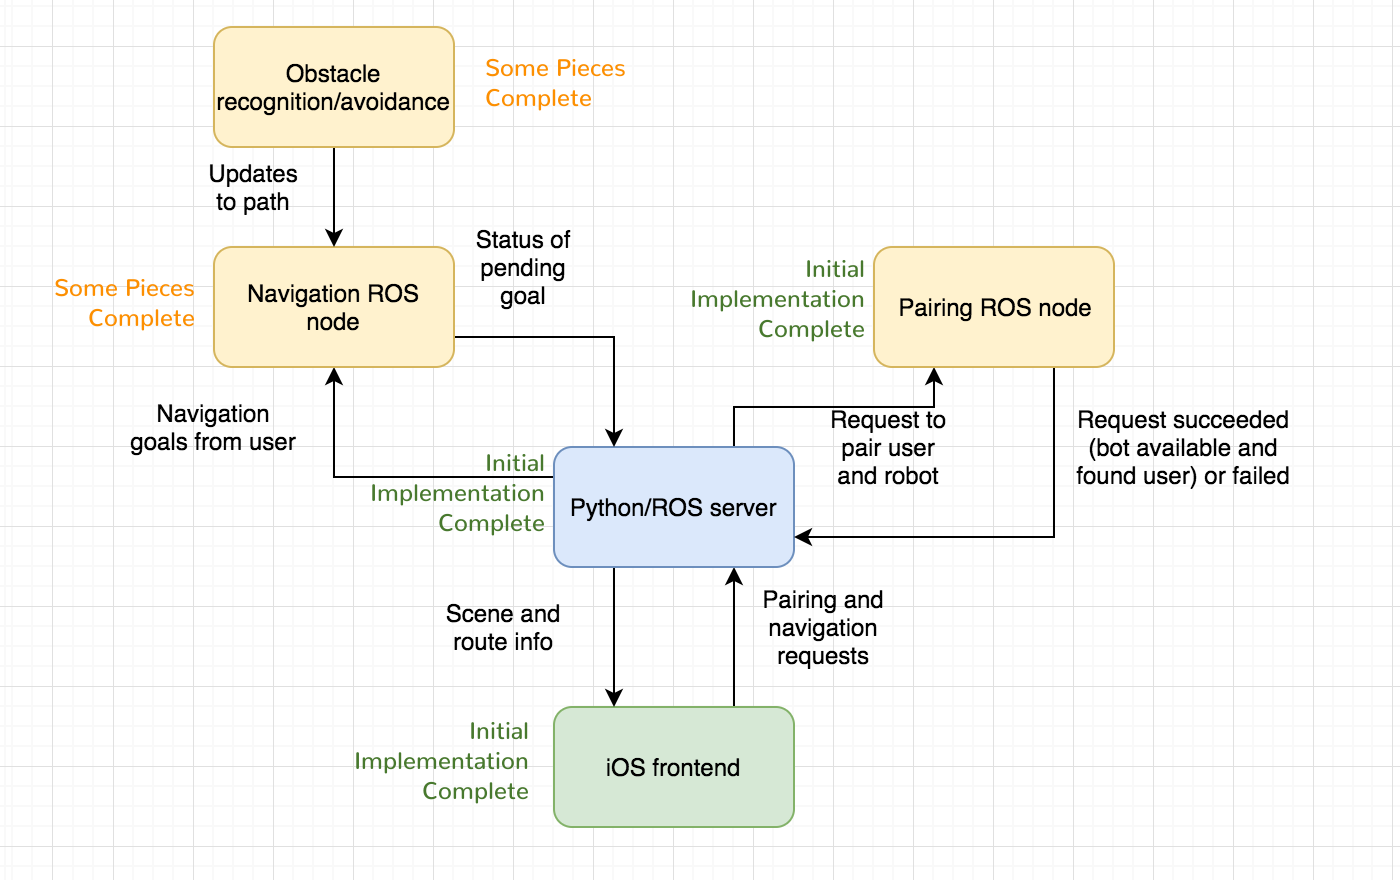 Obstacle
recognition/avoidance
Some Pieces
Complete
Updates
to path
Status of
pending
goal
Some Pieces
Complete
Navigation ROS
node
Initial
Implementation
Complete
Pairing ROS node
Navigation
goals from user
Request to
pair user
and robot
Request succeeded
(bot available and
found user) or failed
Initial
Implementation
Complete
Python/ROS server
Scene and
route info
Pairing and
navigation
requests
Initial
Implementation
Complete
iOS frontend